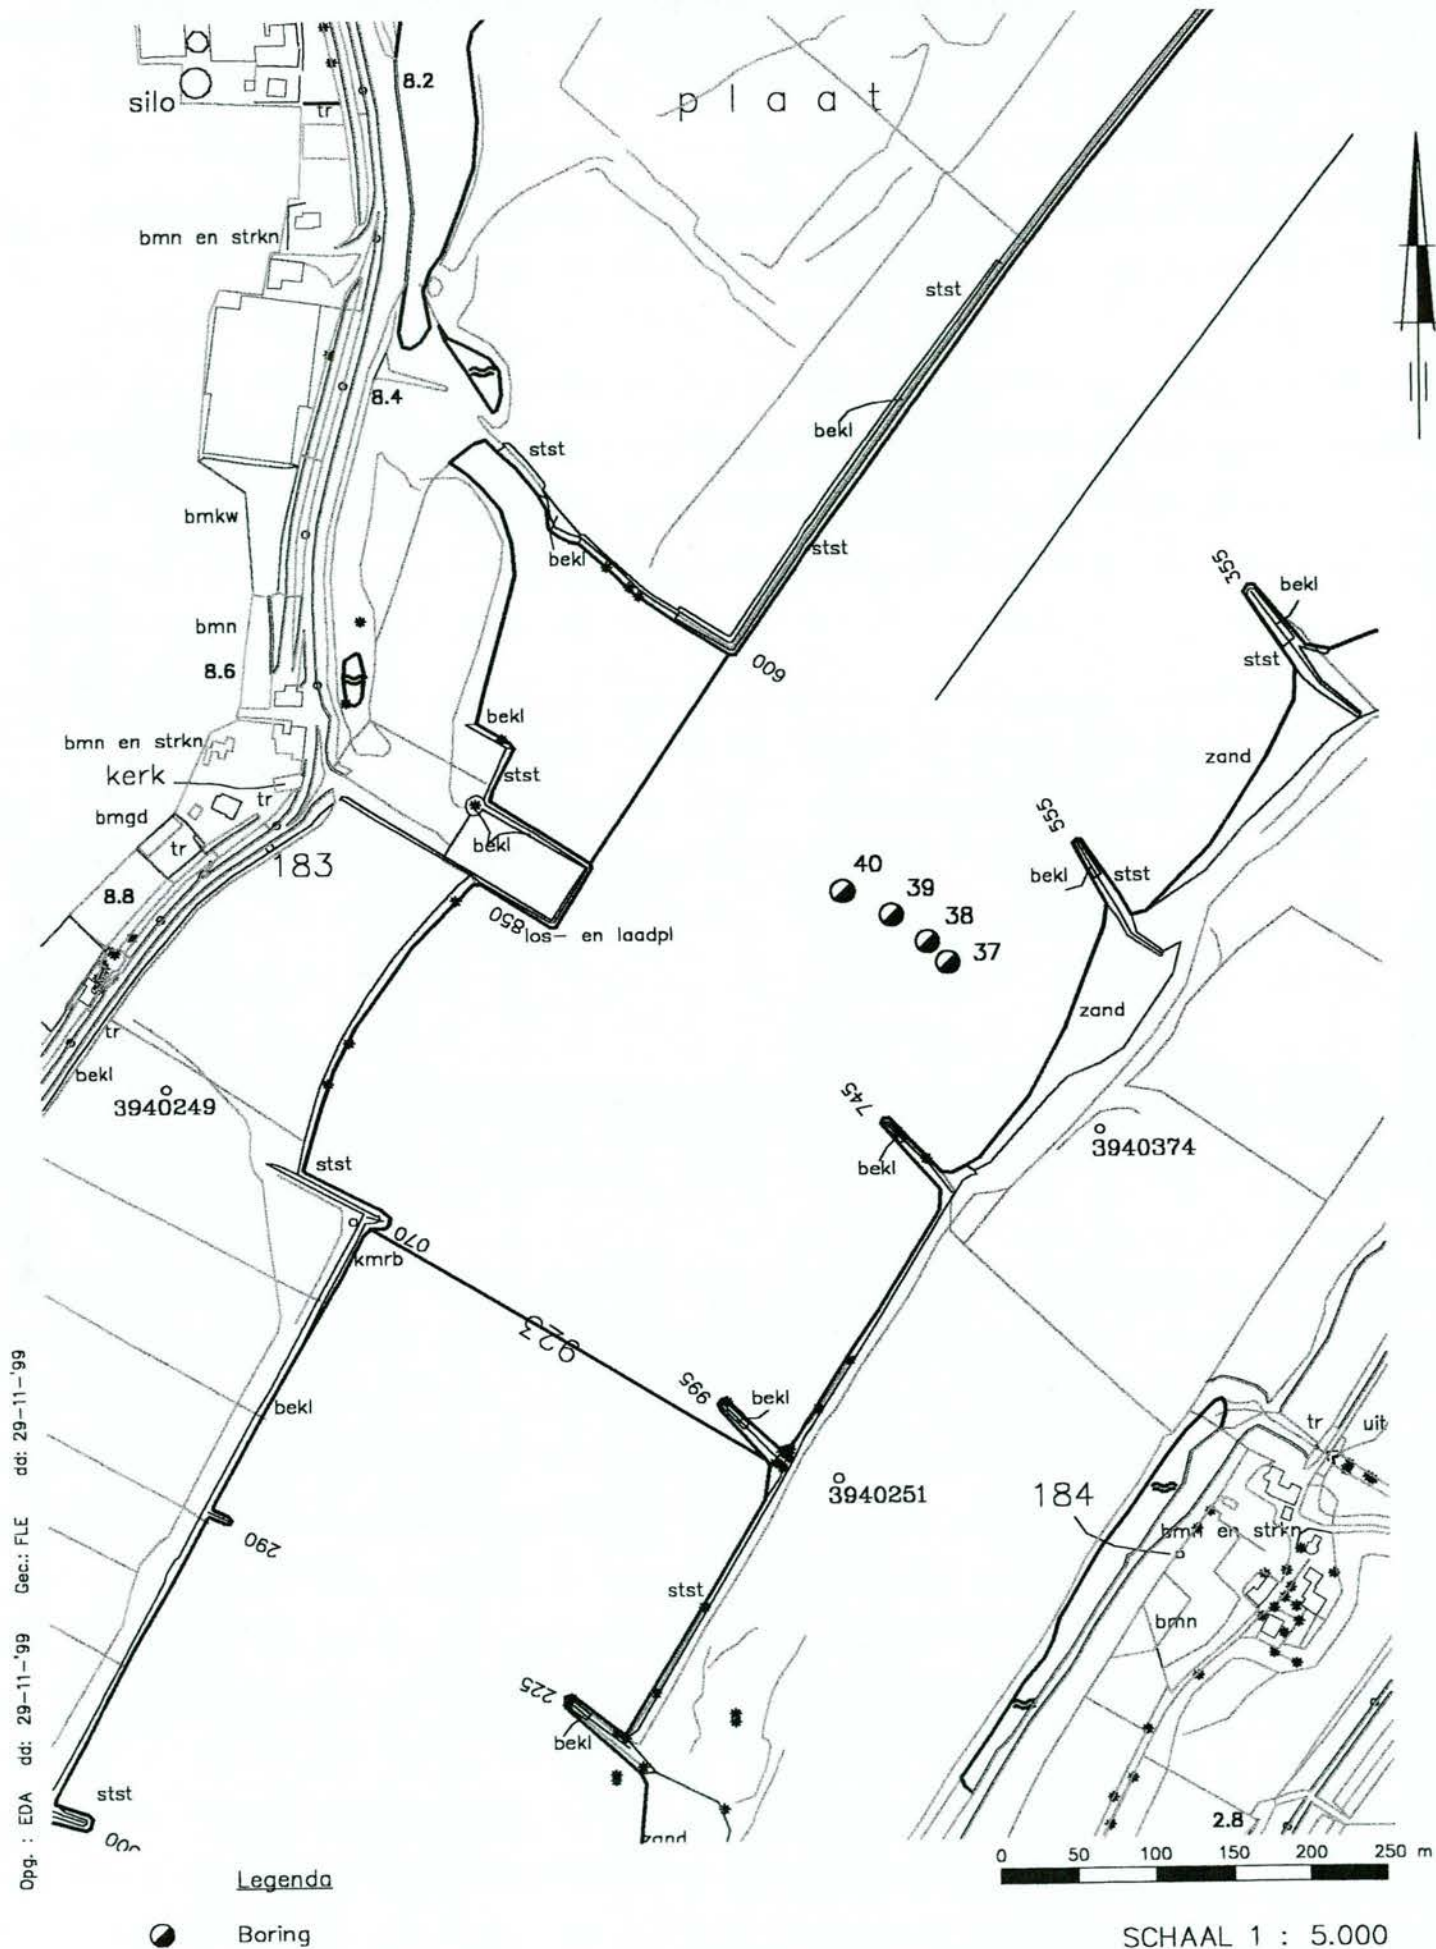 8.2
plaat
silo
tr
bmn en strkn
stst
8.4
bekl
stst
bmkw
bekl
stst
355
bekl
bmn
8.6
stst
600
bekl
zand
bmn en strkn
stst
kerk
tr
bmgd
555
tr
bekl
183
bekl
stst
40
39
38
37
8.8
850
los- en laadpl
zand
tr
bekl
3940249
745
3940374
stst
bekl
070
kmrb
923
995
bekl
bekl
tr
uit
3940251
184
bmn en strkn
290
stst
bmn
225
bekl
stst
000
zand
2.8
Opg. : EDA dd: 29-11-'99 Gec.: FLE dd: 29-11-'99
0 50 100 150 200 250 m
Legenda
Boring
SCHAAL 1 : 5.000